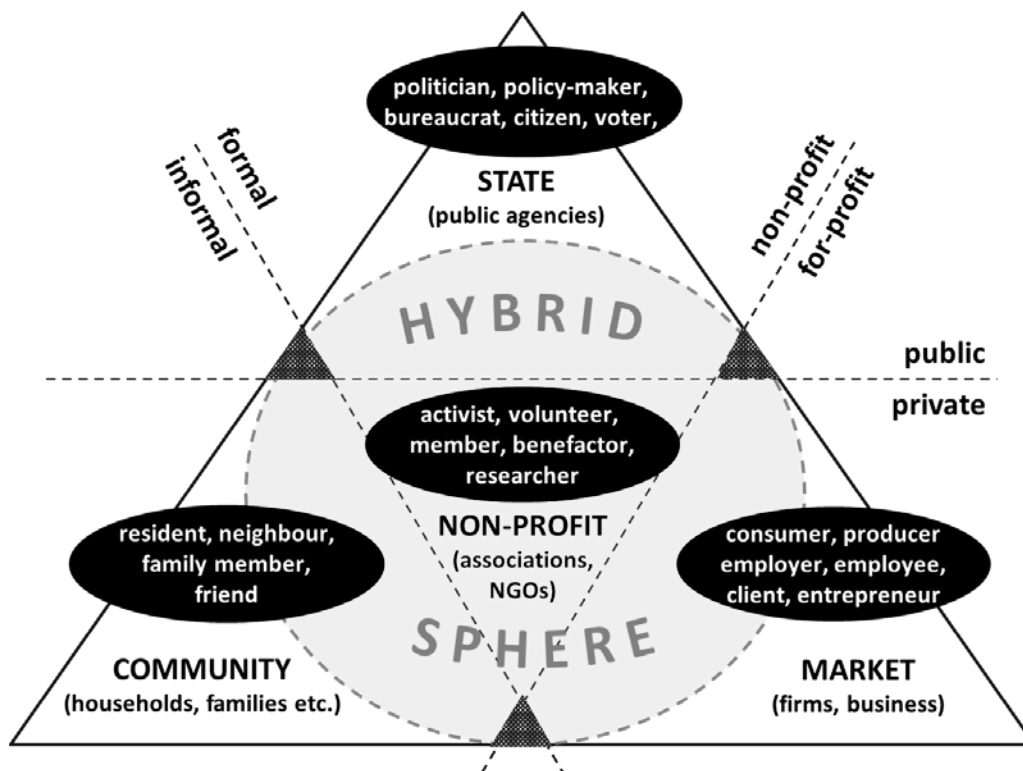 politician, policy-maker,
bureaucrat, citizen, voter,
formal
informal
non-profit
for-profit
STATE
(public agencies)
HYBRID
public
private
activist, volunteer,
member, benefactor,
researcher
NON-PROFIT
(associations,
NGOs)
resident, neighbour,
family member,
friend
consumer, producer
employer, employee,
client, entrepreneur
SPHERE
COMMUNITY
(households, families etc.)
MARKET
(firms, business)